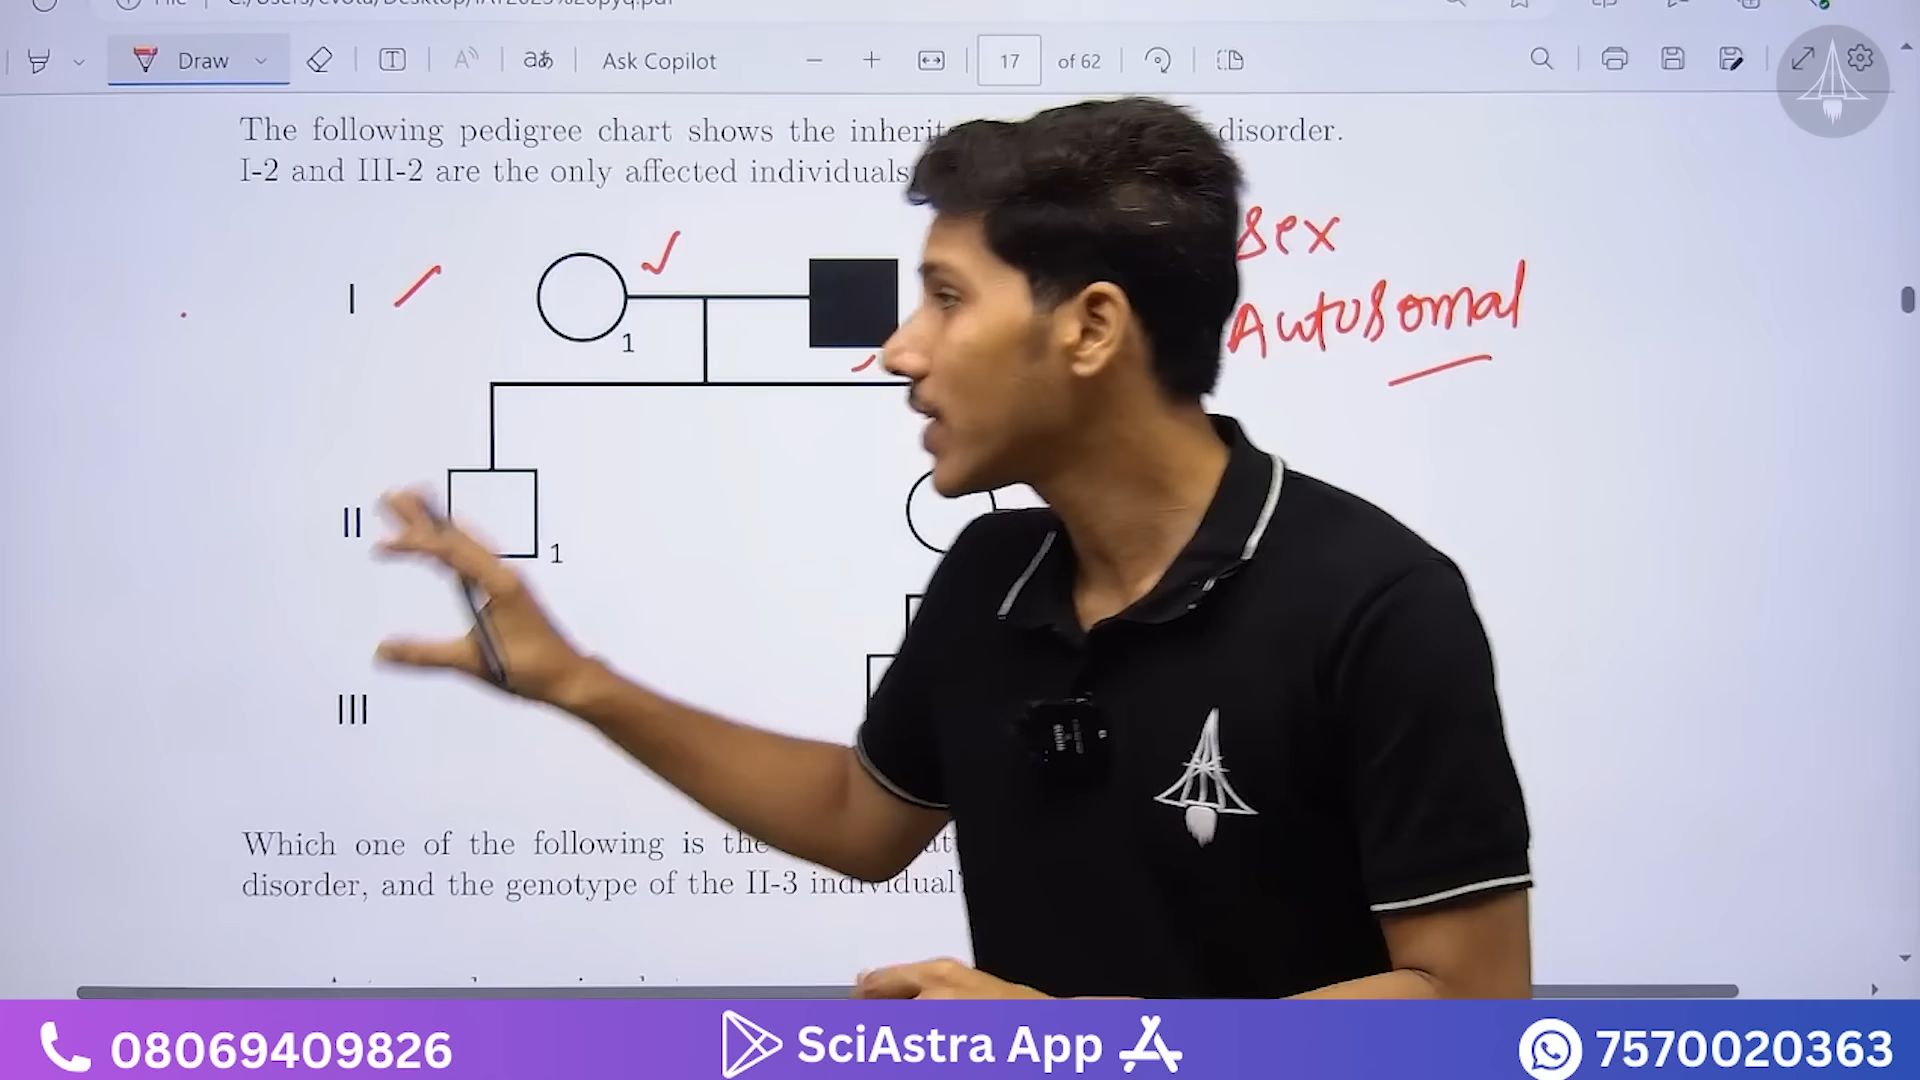 Draw
Ask Copilot
17 of 62
The following pedigree chart shows the disorder.
I-2 and III-2 are the only affected individuals
sex
Autosomal
I
1
II
1
III
Which one of the following is the
disorder, and the genotype of the II-3 individual
08069409826
SciAstra App
7570020363